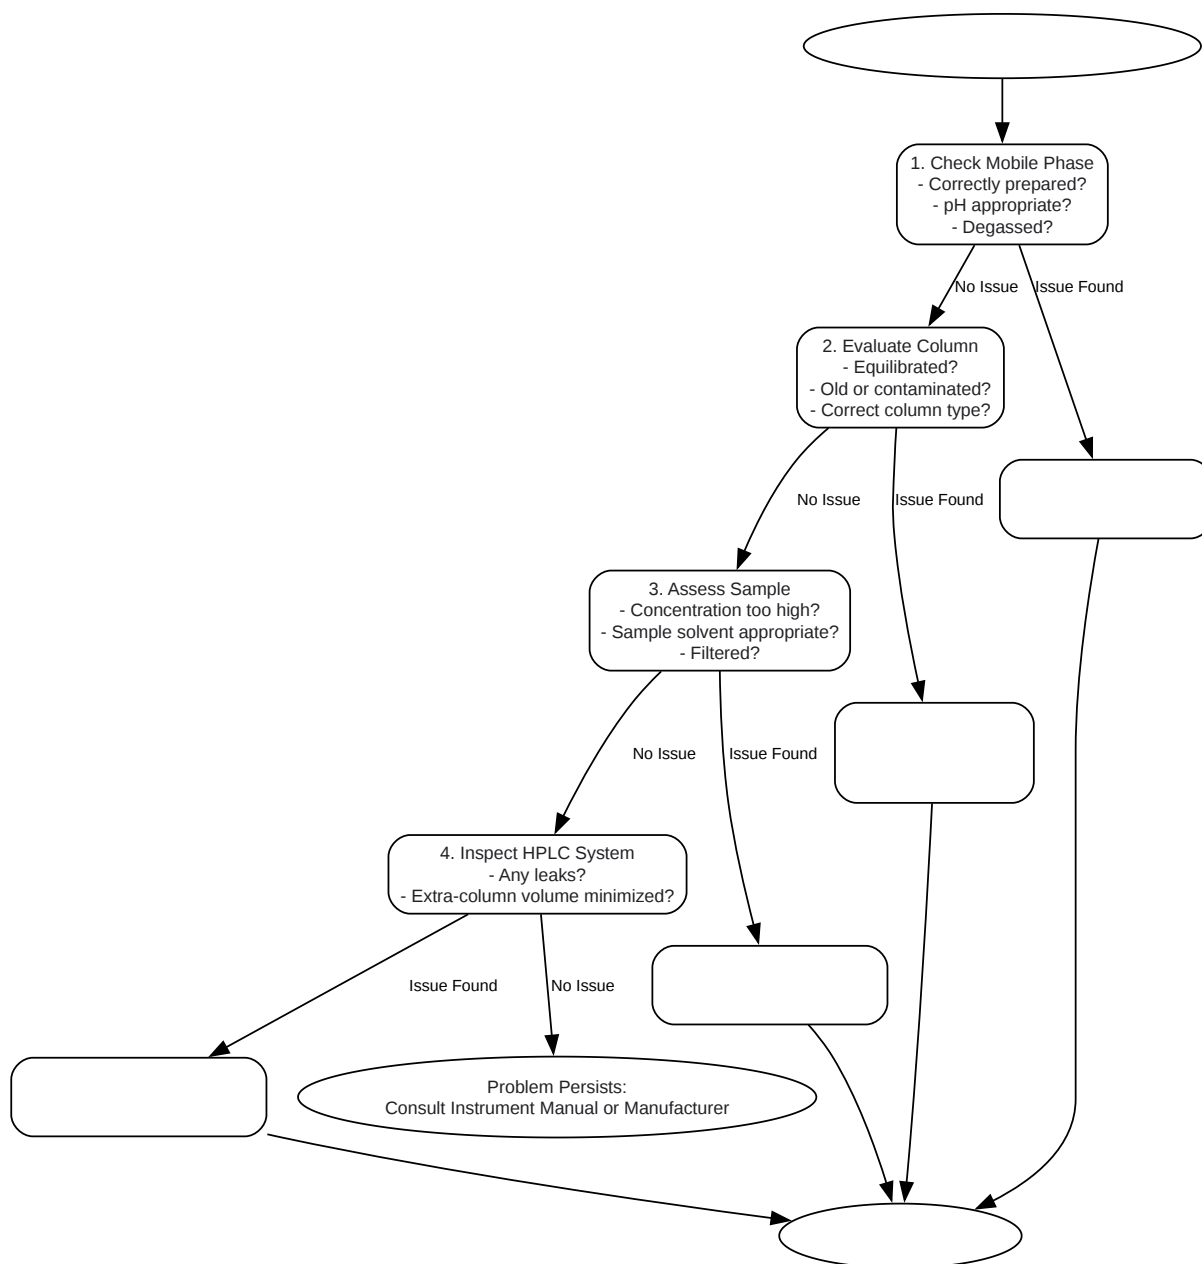 1. Check Mobile Phase
- Correctly prepared?
- pH appropriate?
- Degassed?
No Issue
Issue Found
2. Evaluate Column
- Equilibrated?
- Old or contaminated?
- Correct column type?
No Issue
Issue Found
3. Assess Sample
- Concentration too high?
- Sample solvent appropriate?
- Filtered?
No Issue
Issue Found
4. Inspect HPLC System
- Any leaks?
- Extra-column volume minimized?
Issue Found
No Issue
Problem Persists:
Consult Instrument Manual or Manufacturer